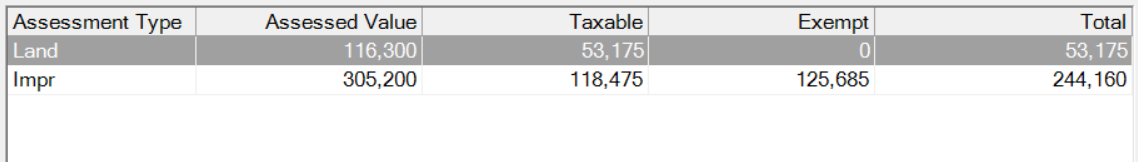 Assessment Type Assessed Value Taxable Exempt Total
Land 116,300 53,175 0 53,175
Impr 305,200 118,475 125,685 244,160